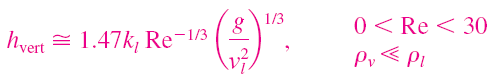 h_vert ≅ 1.47k_l Re^{−1/3} (g/ν_l^2)^{1/3}, 0 < Re < 30
ρ_v ≪ ρ_l